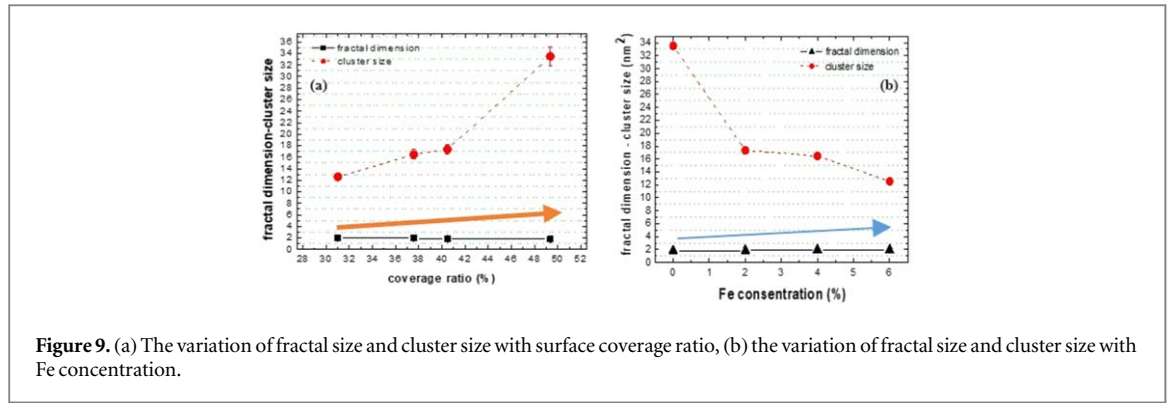 36
34
32
30
28
26
24
22
20
18
16
14
12
10
8
6
4
2
0
fractal dimension-cluster size
fractal dimension
cluster size
(a)
28 30 32 34 36 38 40 42 44 46 48 50 52
coverage ratio (%)
34
32
30
28
26
24
22
20
18
16
14
12
10
8
6
4
2
0
fractal dimension - cluster size (nm²)
fractal dimension
cluster size
(b)
0 1 2 3 4 5 6
Fe consentration (%)
Figure 9. (a) The variation of fractal size and cluster size with surface coverage ratio, (b) the variation of fractal size and cluster size with
Fe concentration.